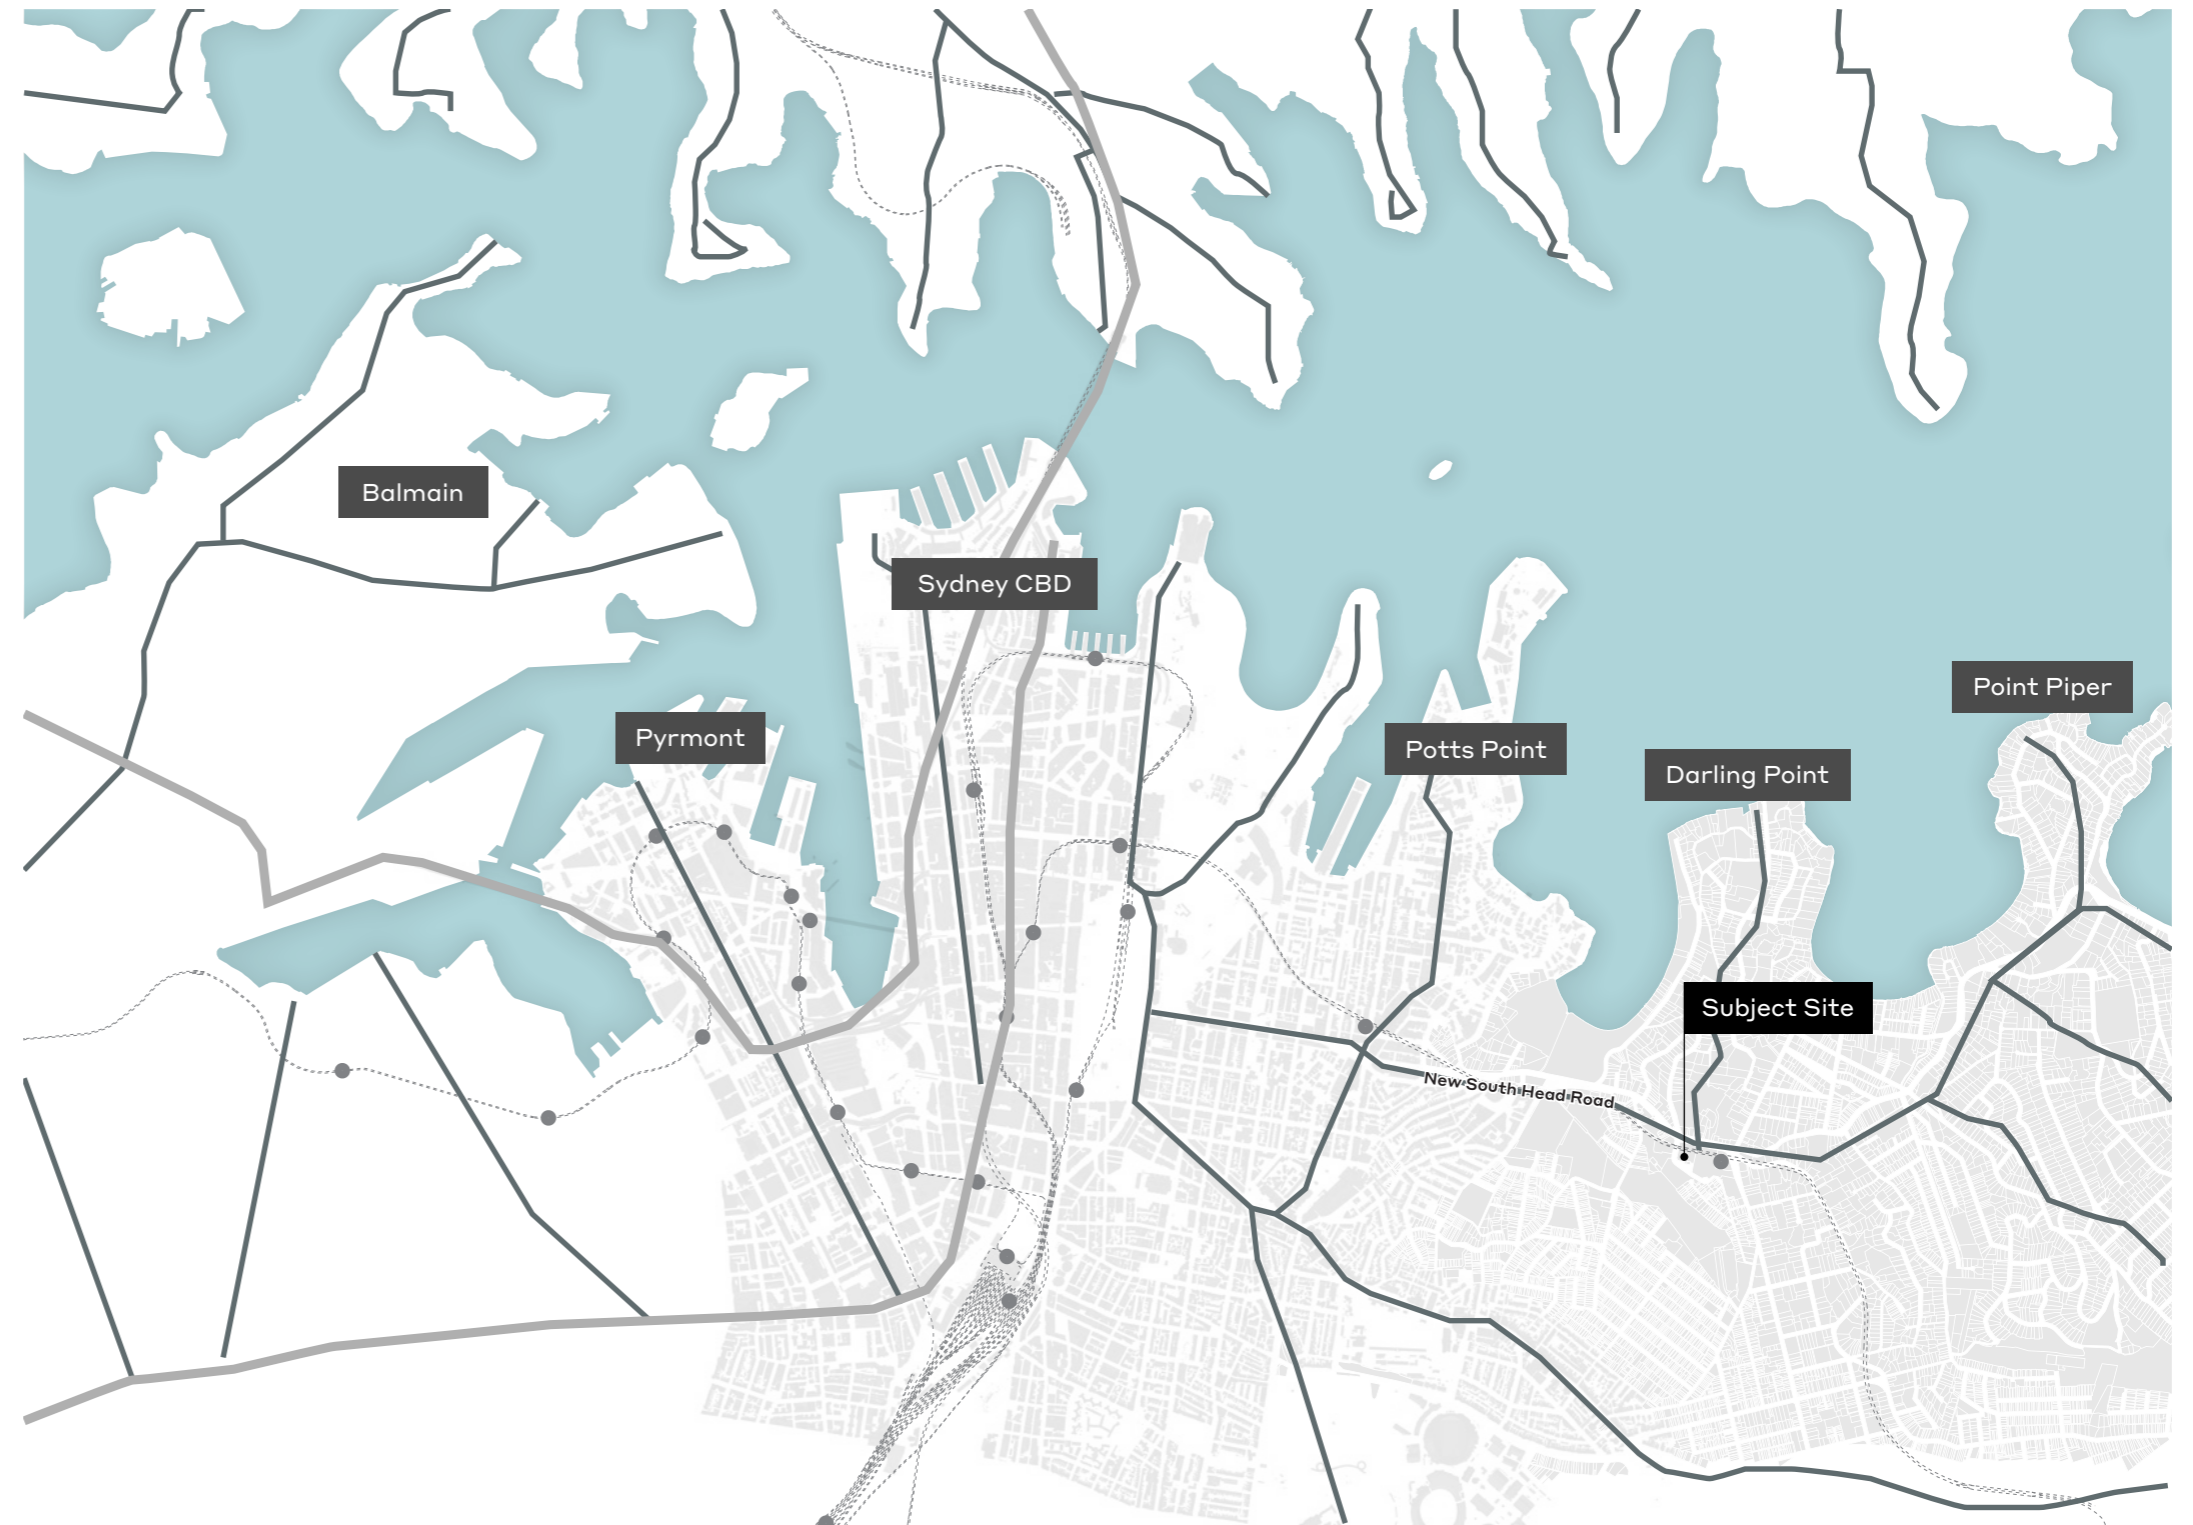 Balmain
Sydney CBD
Point Piper
Pyrmont
Potts Point
Darling Point
Subject Site
New South Head Road